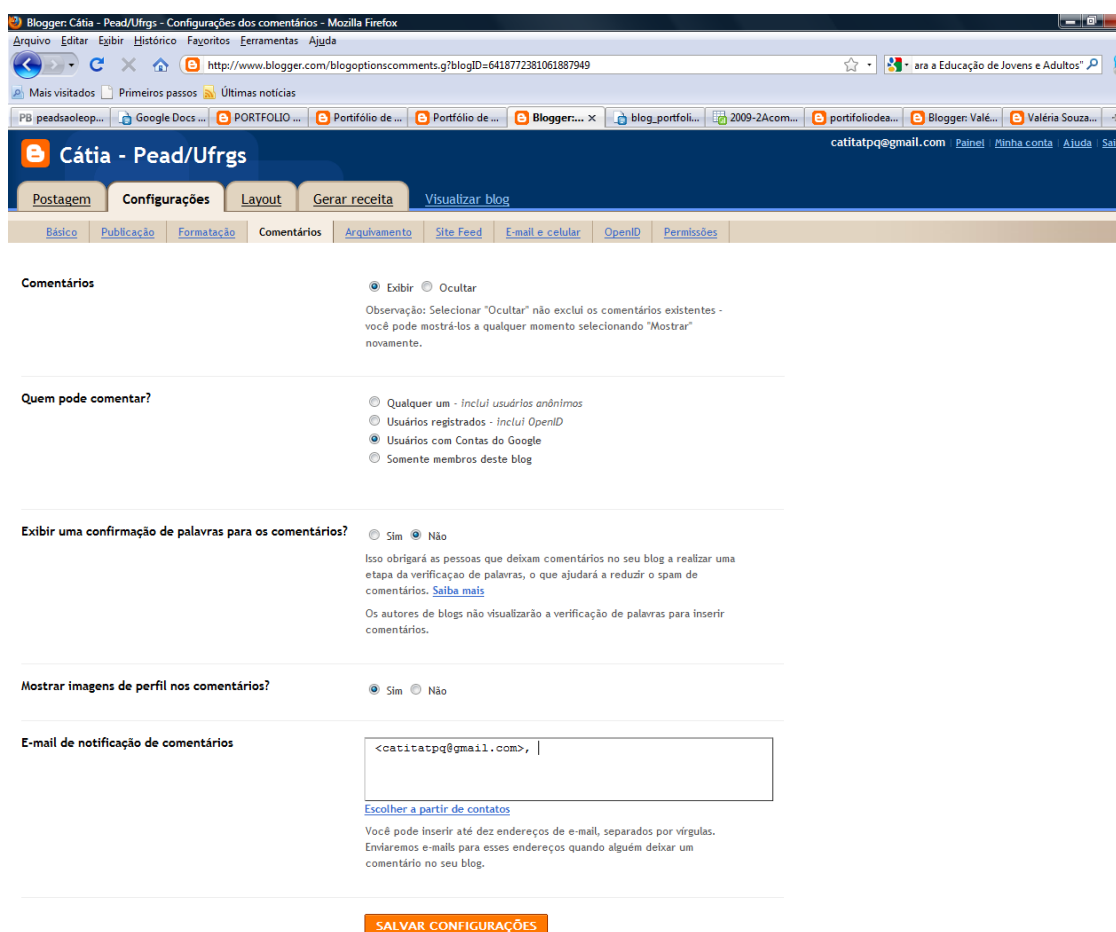 Blogger: Cátia - Pead/Ufrgs - Configurações dos comentários - Mozilla Firefox
Arquivo Editar Exibir Histórico Favoritos Ferramentas Ajuda
http://www.blogger.com/blogoptionscomments.g?blogID=6418772381061887949
ara a Educação de Jovens e Adultos"
Mais visitados Primeiros passos Últimas notícias
PB peadsaoleop... Google Docs ... PORTFOLIO ... Portifólio de ... Portfólio de ... Blogger:... x blog_portfoli... 2009-2Acom... portifoliodea... Blogger: Valé... Valéria Souza...
catitatpq@gmail.com | Painel | Minha conta | Ajuda | Sai
Cátia - Pead/Ufrgs
Postagem Configurações Layout Gerar receita Visualizar blog
Básico Publicação Formatação Comentários Arquivamento Site Feed E-mail e celular OpenID Permissões
Comentários
Exibir Ocultar
Observação: Selecionar "Ocultar" não exclui os comentários existentes -
você pode mostrá-los a qualquer momento selecionando "Mostrar"
novamente.
Quem pode comentar?
Qualquer um - inclui usuários anônimos
Usuários registrados - inclui OpenID
Usuários com Contas do Google
Somente membros deste blog
Exibir uma confirmação de palavras para os comentários?
Sim Não
Isso obrigará as pessoas que deixam comentários no seu blog a realizar uma
etapa da verificaçao de palavras, o que ajudará a reduzir o spam de
comentários. Saiba mais
Os autores de blogs não visualizarão a verificação de palavras para inserir
comentários.
Mostrar imagens de perfil nos comentários?
Sim Não
E-mail de notificação de comentários
<catitatpq@gmail.com>,
Escolher a partir de contatos
Você pode inserir até dez endereços de e-mail, separados por vírgulas.
Enviaremos e-mails para esses endereços quando alguém deixar um
comentário no seu blog.
SALVAR CONFIGURAÇÕES